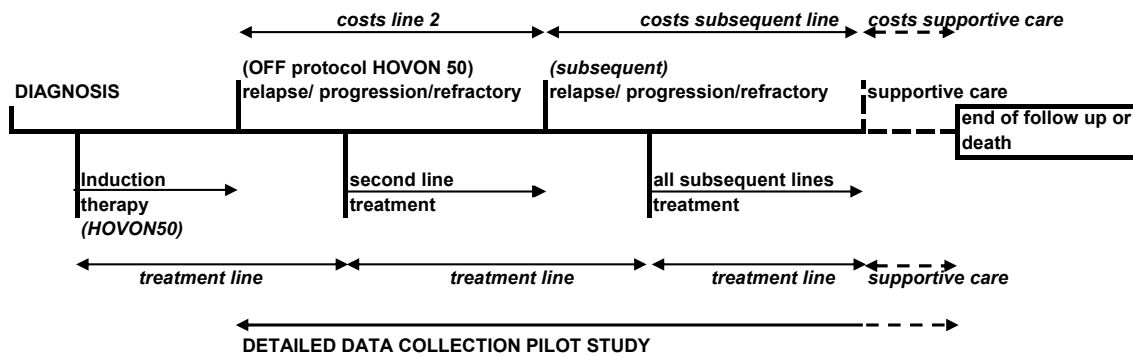 costs line 2
costs subsequent line
costs supportive care
(OFF protocol HOVON 50)
relapse/ progression/refractory
(subsequent)
relapse/ progression/refractory
DIAGNOSIS
supportive care
end of follow up or
death
Induction
therapy
(HOVON50)
second line
treatment
all subsequent lines
treatment
treatment line
treatment line
treatment line
supportive care
DETAILED DATA COLLECTION PILOT STUDY